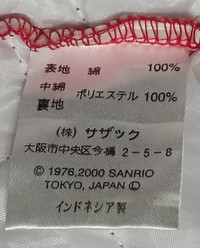 表地 綿 100%
中綿 ポリエステル 100%
裏地
(株) サザック
大阪市中央区今橋 2-5-8
© 1976, 2000 SANRIO
TOKYO, JAPAN Ⓛ
インドネシア製